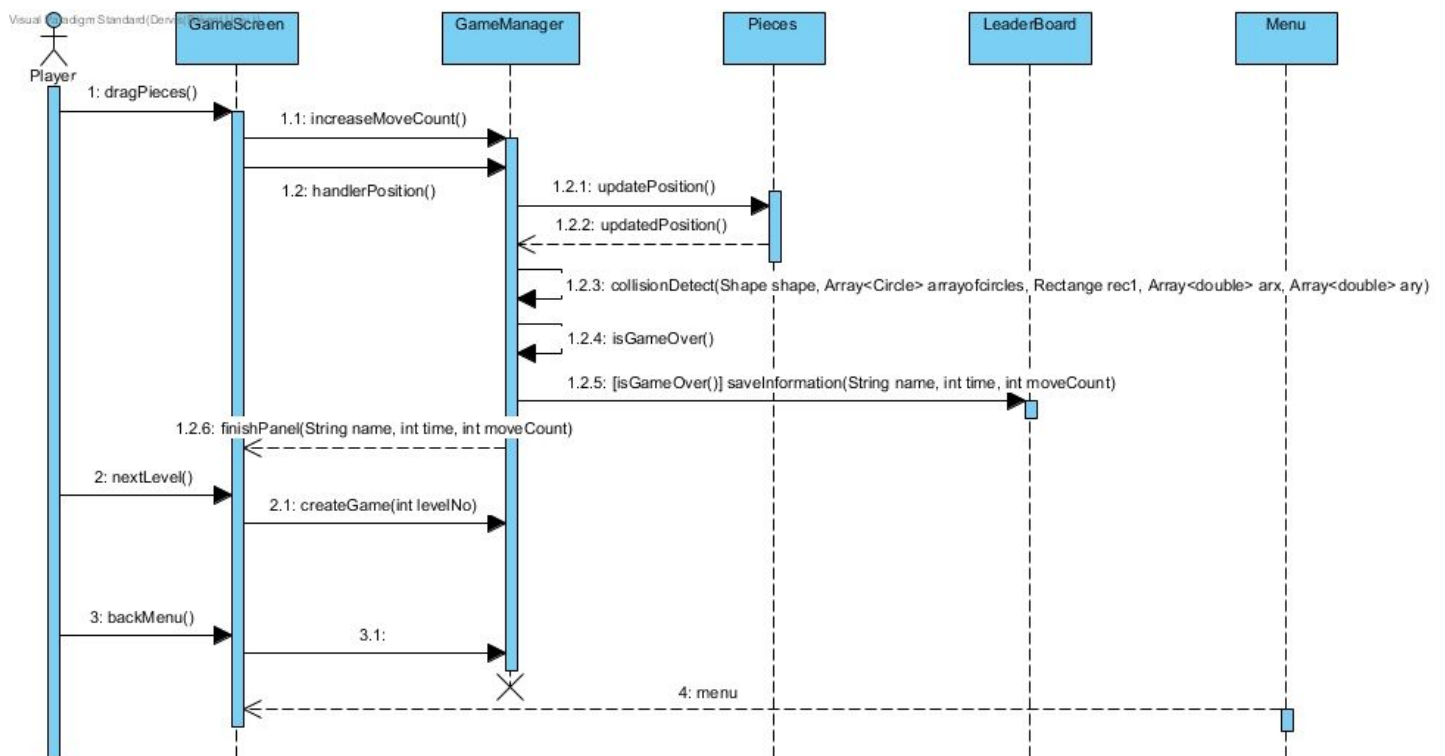 Visual Paradigm Standard(Dervis
GameScreen
GameManager
Pieces
LeaderBoard
Menu
Player
1: dragPieces()
1.1: increaseMoveCount()
1.2: handlerPosition()
1.2.1: updatePosition()
1.2.2: updatedPosition()
1.2.3: collisionDetect(Shape shape, Array<Circle> arrayofcircles, Rectange rec1, Array<double> arx, Array<double> ary)
1.2.4: isGameOver()
1.2.5: [isGameOver()] saveInformation(String name, int time, int moveCount)
1.2.6: finishPanel(String name, int time, int moveCount)
2: nextLevel()
2.1: createGame(int levelNo)
3: backMenu()
3.1:
4: menu